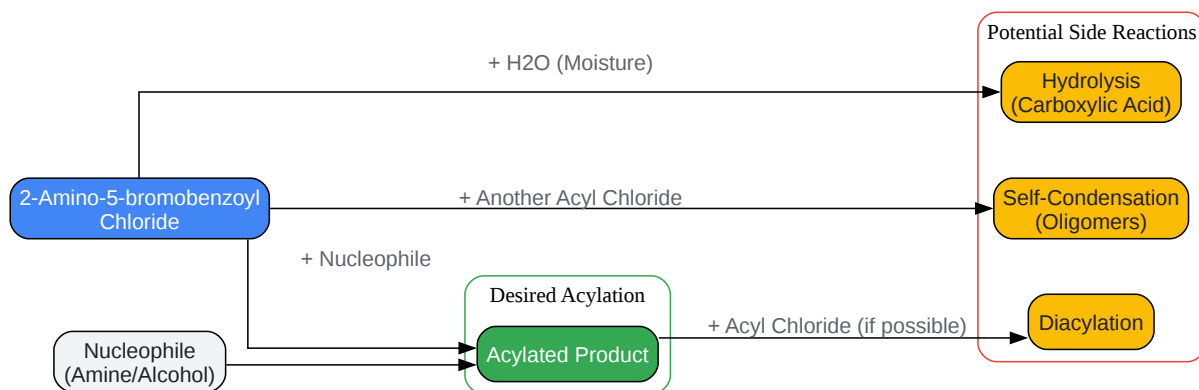 Potential Side Reactions
+ H2O (Moisture)
Hydrolysis
(Carboxylic Acid)
2-Amino-5-bromobenzoyl
Chloride
+ Another Acyl Chloride
Self-Condensation
(Oligomers)
+ Nucleophile
Desired Acylation
+ Acyl Chloride (if possible)
Diacylation
Acylated Product
Nucleophile
(Amine/Alcohol)